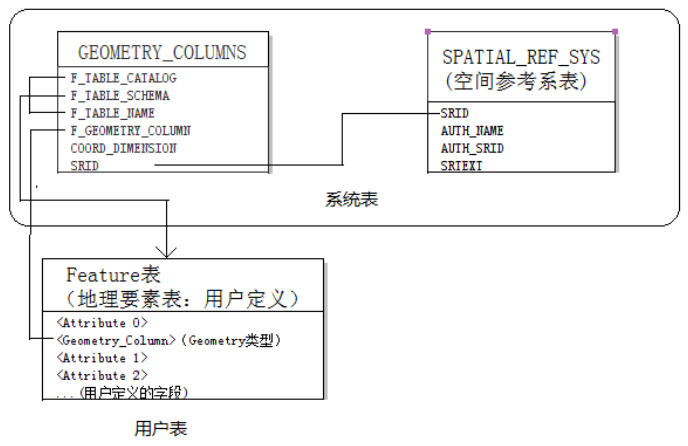 GEOMETRY_COLUMNS
F_TABLE_CATALOG
F_TABLE_SCHEMA
F_TABLE_NAME
F_GEOMETRY_COLUMN
COORD_DIMENSION
SRID
SPATIAL_REF_SYS
(空间参考系表)
SRID
AUTH_NAME
AUTH_SRID
SRTEXT
系统表
Feature表
（地理要素表：用户定义）
<Attribute 0>
<Geometry_Column>(Geometry类型)
<Attribute 1>
<Attribute 2>
...(用户定义的字段)
用户表